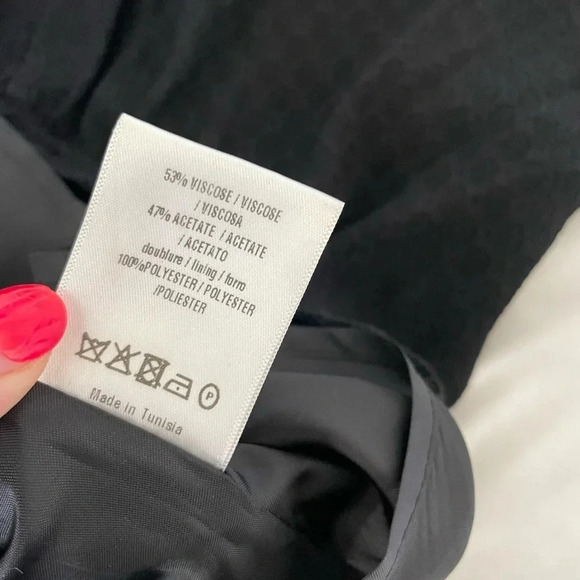 53% VISCOSE / VISCOSE
/ VISCOSA
47% ACETATE / ACETATE
/ ACETATO
doublure / lining / forro
100%POLYESTER / POLYESTER
/POLIESTER
P
Made in Tunisia